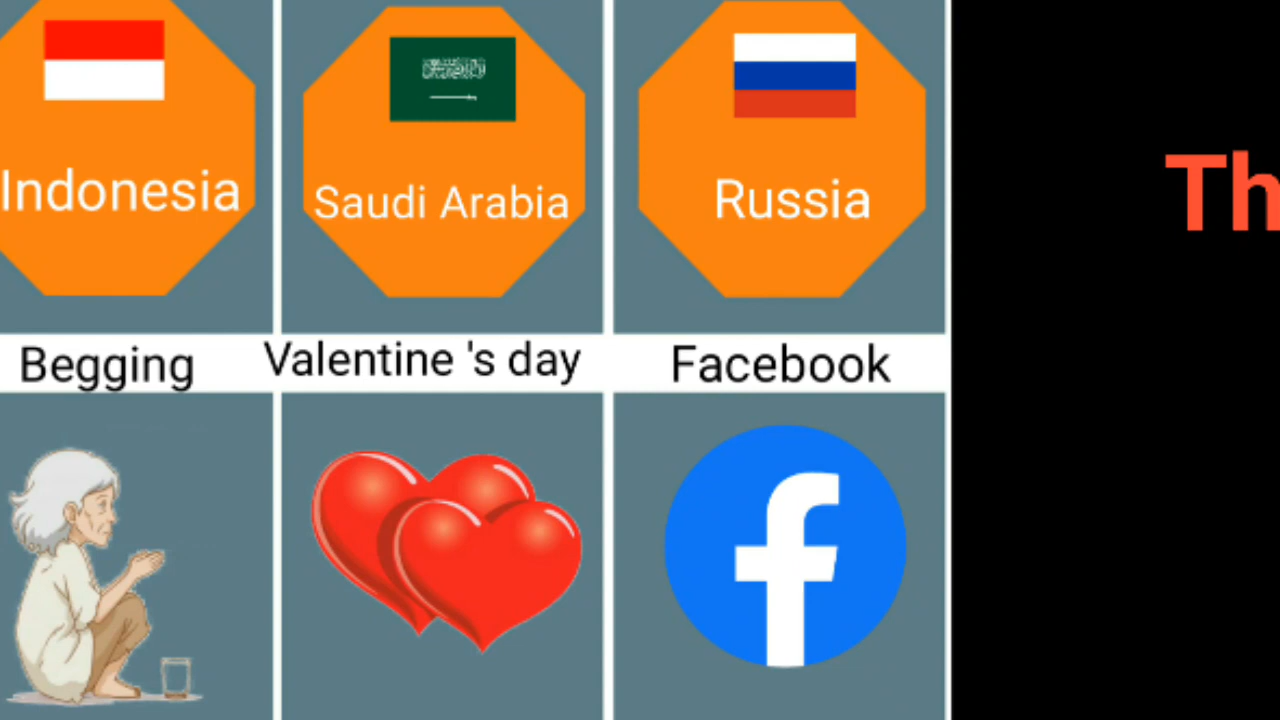 Indonesia
Saudi Arabia
Russia
Th
Begging
Valentine 's day
Facebook
f